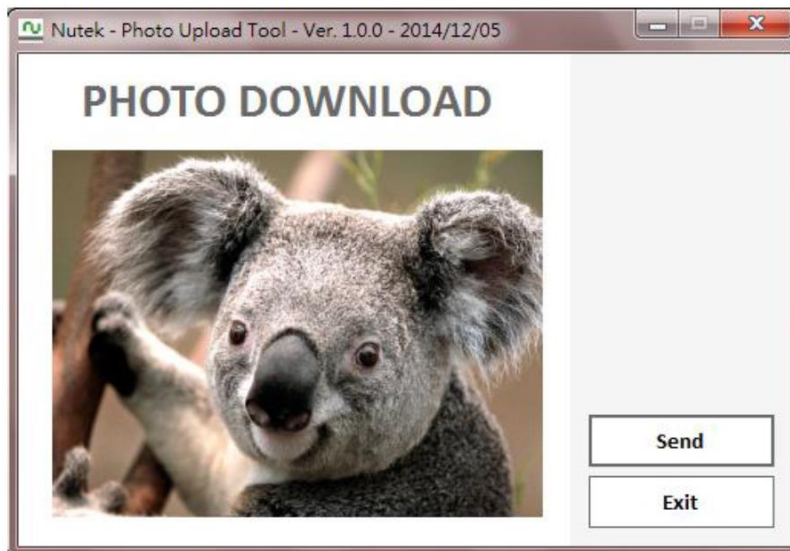 Nutek - Photo Upload Tool - Ver. 1.0.0 - 2014/12/05
PHOTO DOWNLOAD
Send
Exit